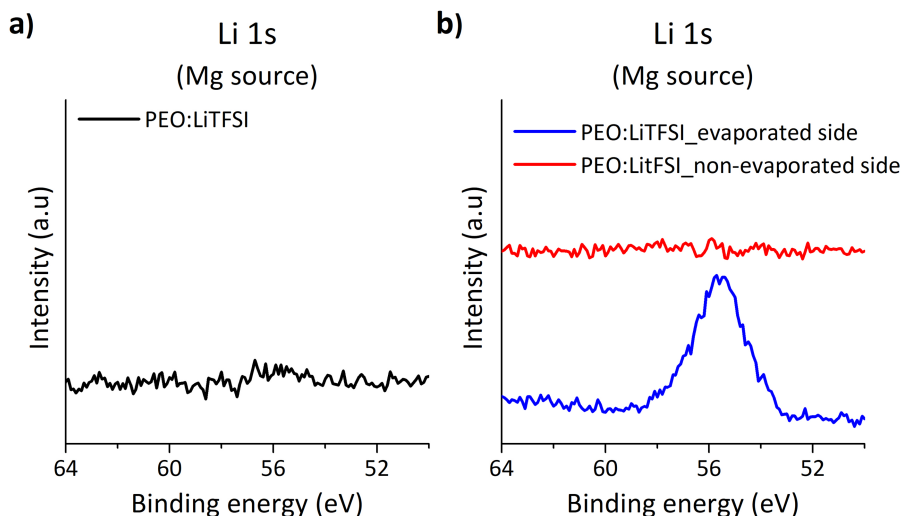 a)
Li 1s
(Mg source)
PEO:LiTFSI
Intensity (a.u)
64 60 56 52
Binding energy (eV)
b)
Li 1s
(Mg source)
PEO:LiTFSI_evaporated side
PEO:LitFSI_non-evaporated side
Intensity (a.u)
64 60 56 52
Binding energy (eV)